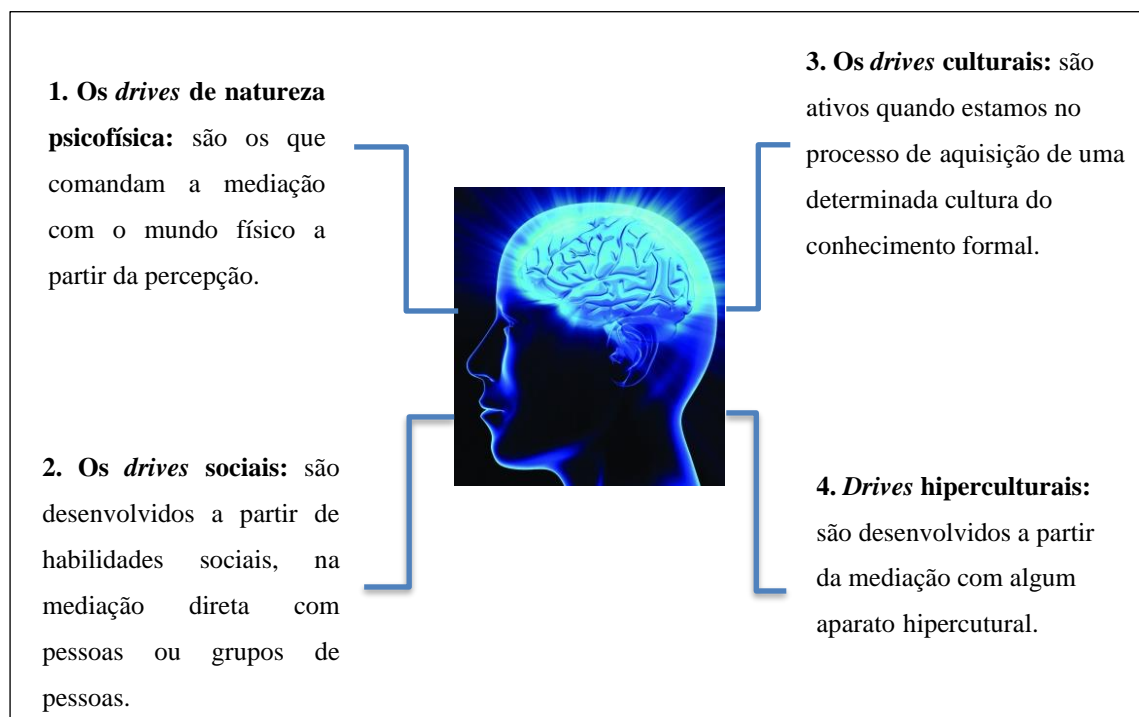 1. Os drives de natureza
psicofísica: são os que
comandam a mediação
com o mundo físico a
partir da percepção.
2. Os drives sociais: são
desenvolvidos a partir de
habilidades sociais, na
mediação direta com
pessoas ou grupos de
pessoas.
3. Os drives culturais: são
ativos quando estamos no
processo de aquisição de uma
determinada cultura do
conhecimento formal.
4. Drives hiperculturais:
são desenvolvidos a partir
da mediação com algum
aparato hipercutural.